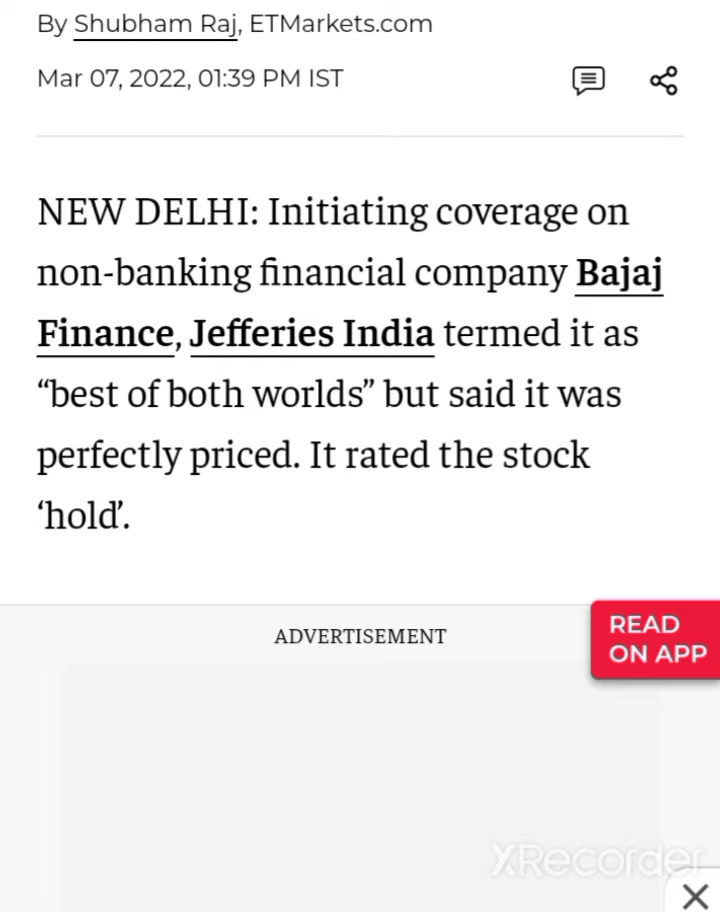 By Shubham Raj, ETMarkets.com
Mar 07, 2022, 01:39 PM IST
NEW DELHI: Initiating coverage on
non-banking financial company Bajaj
Finance, Jefferies India termed it as
“best of both worlds” but said it was
perfectly priced. It rated the stock
‘hold’.
ADVERTISEMENT
READ
ON APP
XRecorder